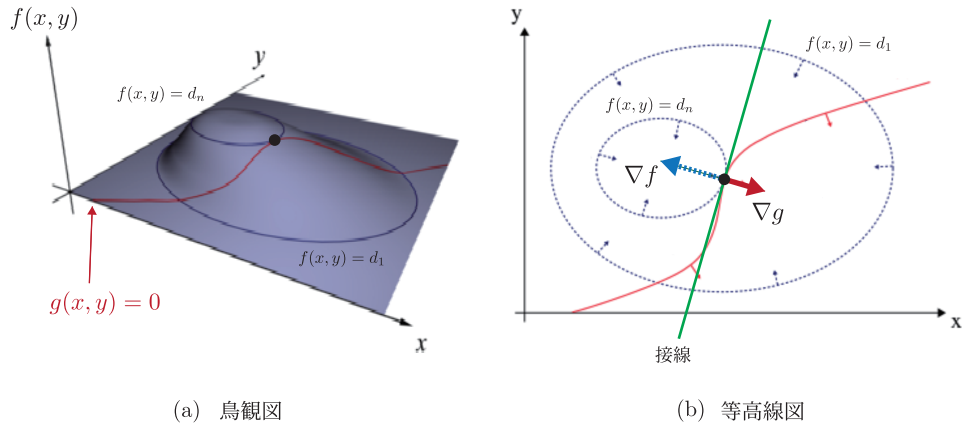 f(x, y)
y
f(x, y) = d_n
f(x, y) = d_1
g(x, y) = 0
x
(a) 鳥観図
y
f(x, y) = d_1
f(x, y) = d_n
∇f
∇g
x
接線
(b) 等高線図